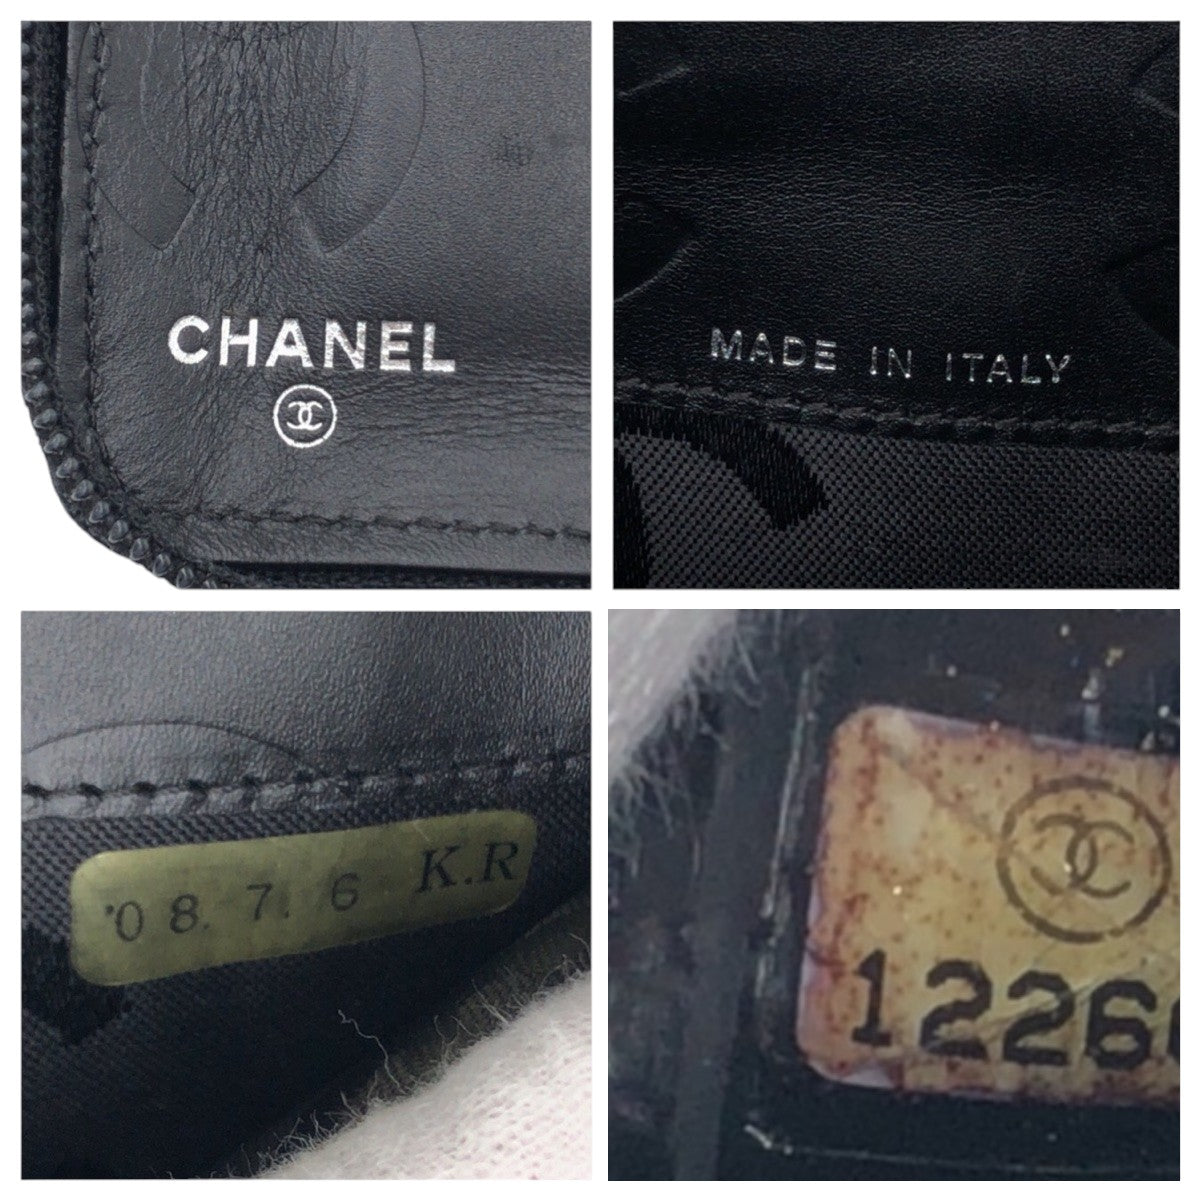 CHANEL
MADE IN ITALY
'08. 7. 6 K.R
1226